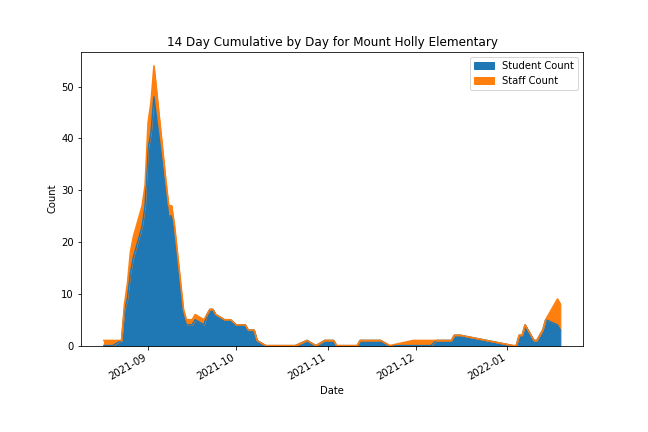 14 Day Cumulative by Day for Mount Holly Elementary
Student Count
Staff Count
50
40
30
20
10
0
Count
2021-09
2021-10
2021-11
2021-12
2022-01
Date